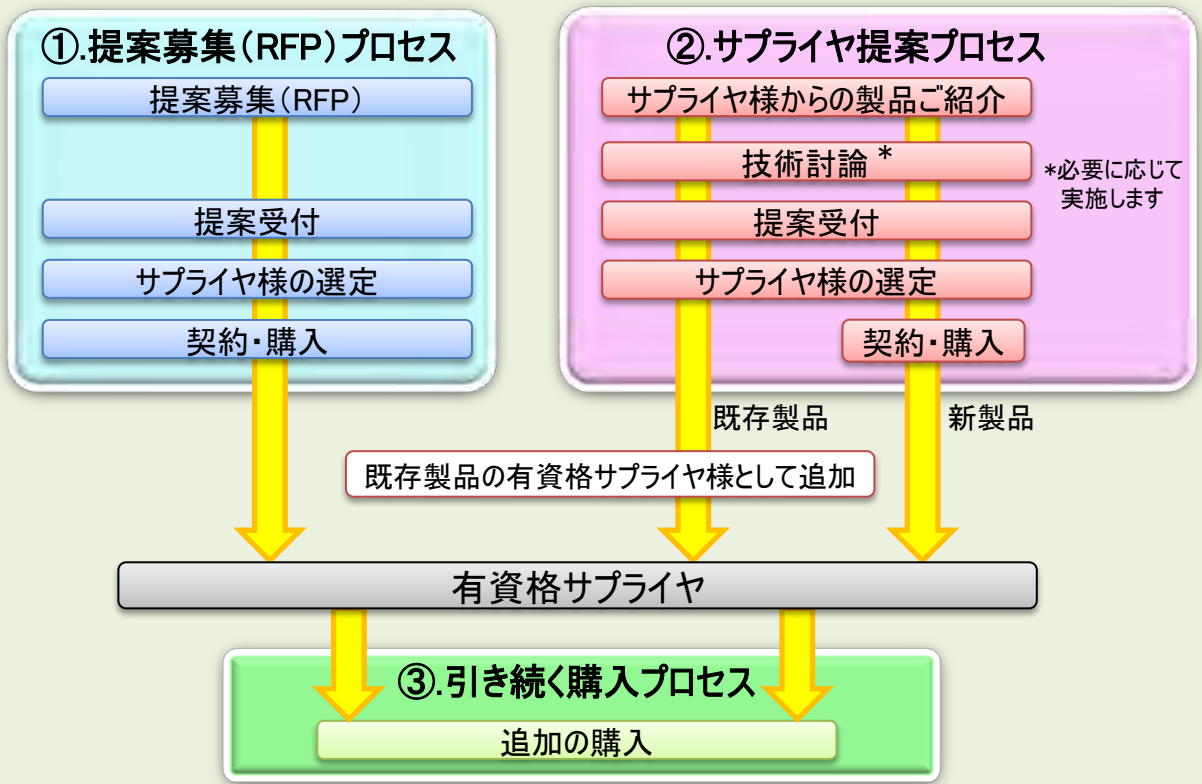 ①.提案募集(RFP)プロセス
提案募集(RFP)
提案受付
サプライヤ様の選定
契約・購入
②.サプライヤ提案プロセス
サプライヤ様からの製品ご紹介
技術討論*
*必要に応じて
実施します
提案受付
サプライヤ様の選定
契約・購入
既存製品
新製品
既存製品の有資格サプライヤ様として追加
有資格サプライヤ
③.引き続く購入プロセス
追加の購入